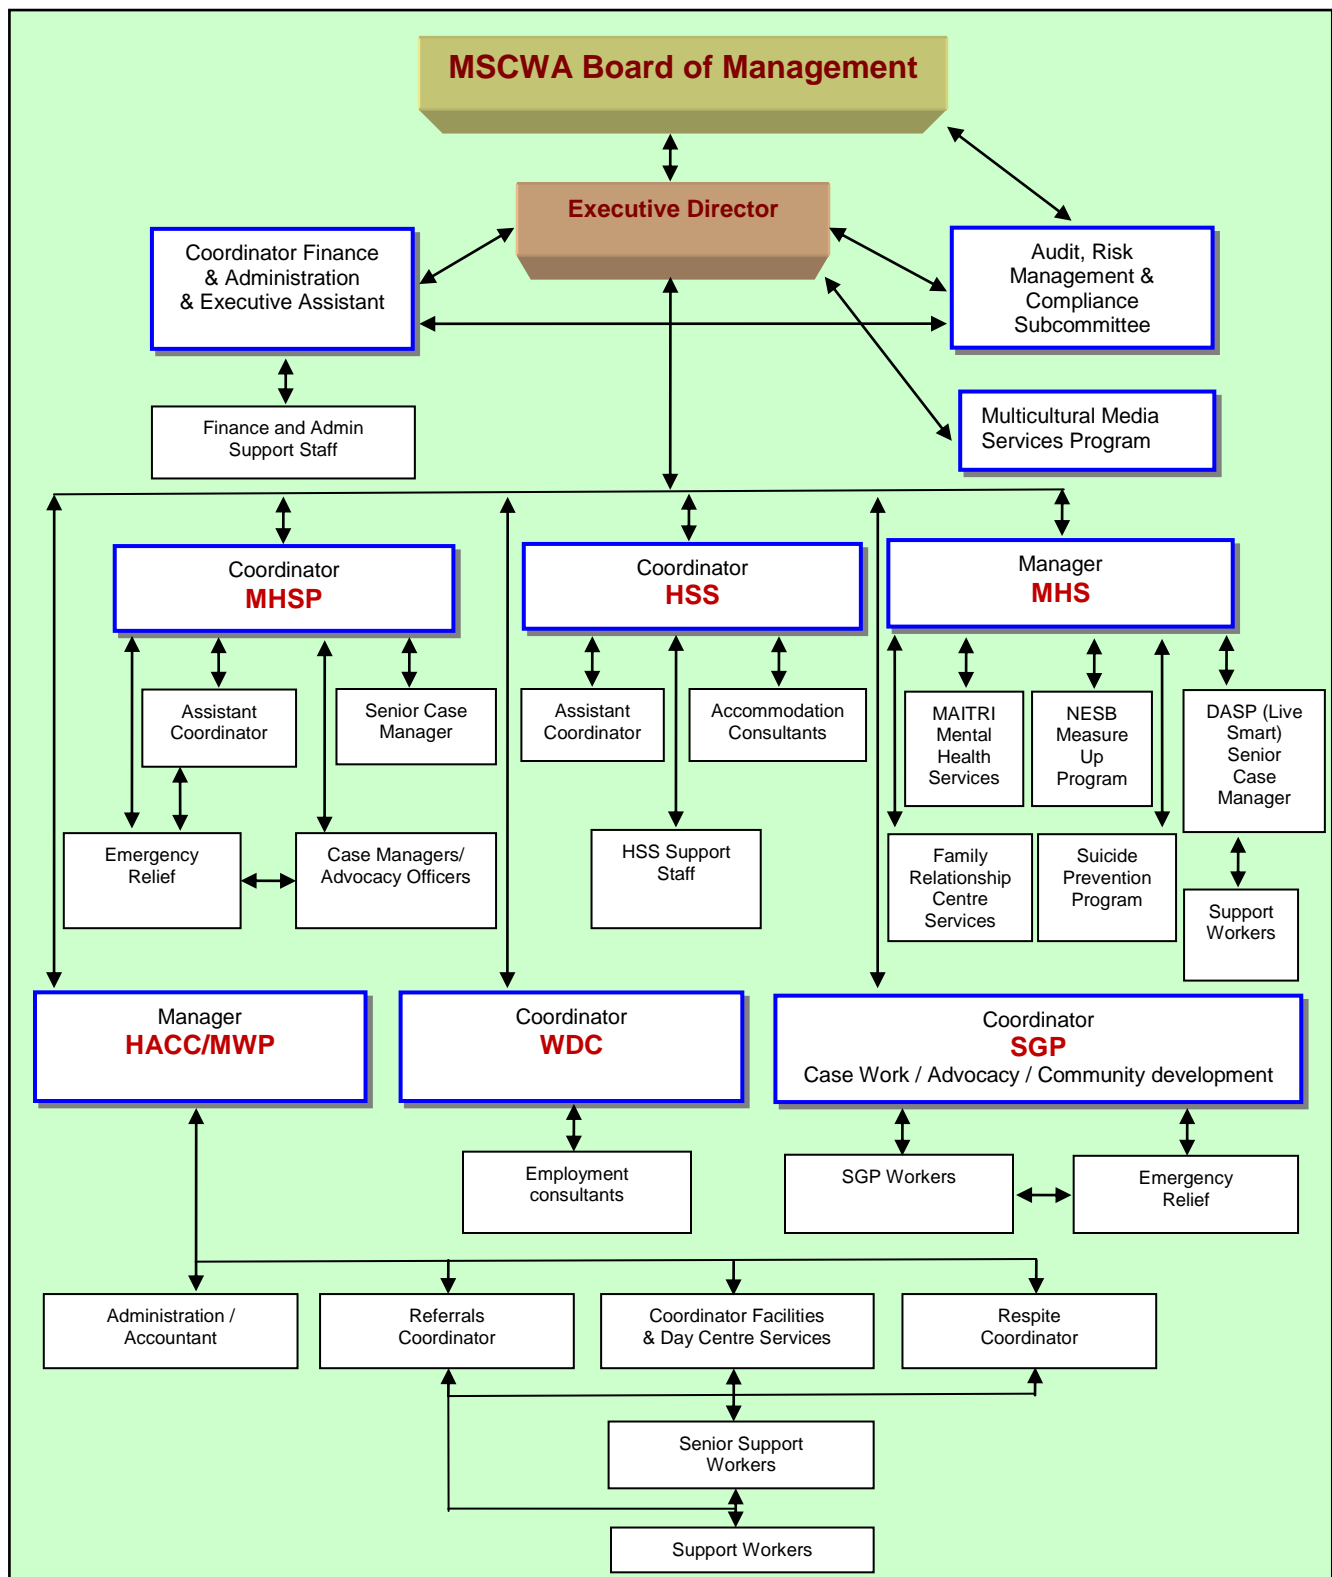 MSCWA Board of Management
Executive Director
Coordinator Finance
& Administration
& Executive Assistant
Audit, Risk
Management &
Compliance
Subcommittee
Finance and Admin
Support Staff
Multicultural Media
Services Program
Coordinator
MHSP
Coordinator
HSS
Manager
MHS
Assistant
Coordinator
Senior Case
Manager
Assistant
Coordinator
Accommodation
Consultants
MAITRI
Mental
Health
Services
NESB
Measure
Up
Program
DASP (Live
Smart)
Senior
Case
Manager
Emergency
Relief
Case Managers/
Advocacy Officers
HSS Support
Staff
Family
Relationship
Centre
Services
Suicide
Prevention
Program
Support
Workers
Manager
HACC/MWP
Coordinator
WDC
Coordinator
SGP
Case Work / Advocacy / Community development
Employment
consultants
SGP Workers
Emergency
Relief
Administration /
Accountant
Referrals
Coordinator
Coordinator Facilities
& Day Centre Services
Respite
Coordinator
Senior Support
Workers
Support Workers